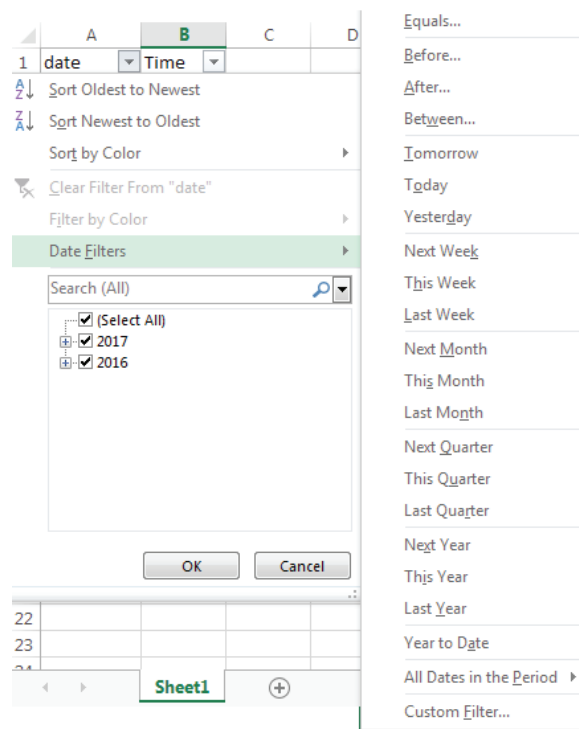 A B C D
1 date Time
Sort Oldest to Newest
Sort Newest to Oldest
Sort by Color
Clear Filter From "date"
Filter by Color
Date Filters
Search (All)
(Select All)
2017
2016
OK Cancel
22
23
24
Sheet1
Equals...
Before...
After...
Between...
Tomorrow
Today
Yesterday
Next Week
This Week
Last Week
Next Month
This Month
Last Month
Next Quarter
This Quarter
Last Quarter
Next Year
This Year
Last Year
Year to Date
All Dates in the Period
Custom Filter...